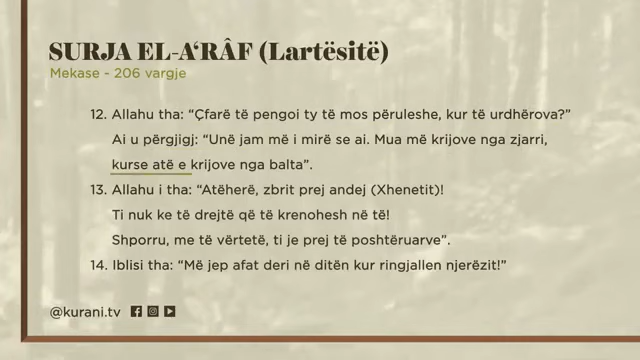 SURJA EL-A‘RÂF (Lartësitë)
Mekase - 206 vargje
12. Allahu tha: “Çfarë të pengoi ty të mos përuleshe, kur të urdhërova?”
Ai u përgjigj: “Unë jam më i mirë se ai. Mua më krijove nga zjarri,
kurse atë e krijove nga balta”.
13. Allahu i tha: “Atëherë, zbrit prej andej (Xhenetit)!
Ti nuk ke të drejtë që të krenohesh në të!
Shporru, me të vërtetë, ti je prej të poshtëruarve”.
14. Iblisi tha: “Më jep afat deri në ditën kur ringjallen njerëzit!”
@kurani.tv